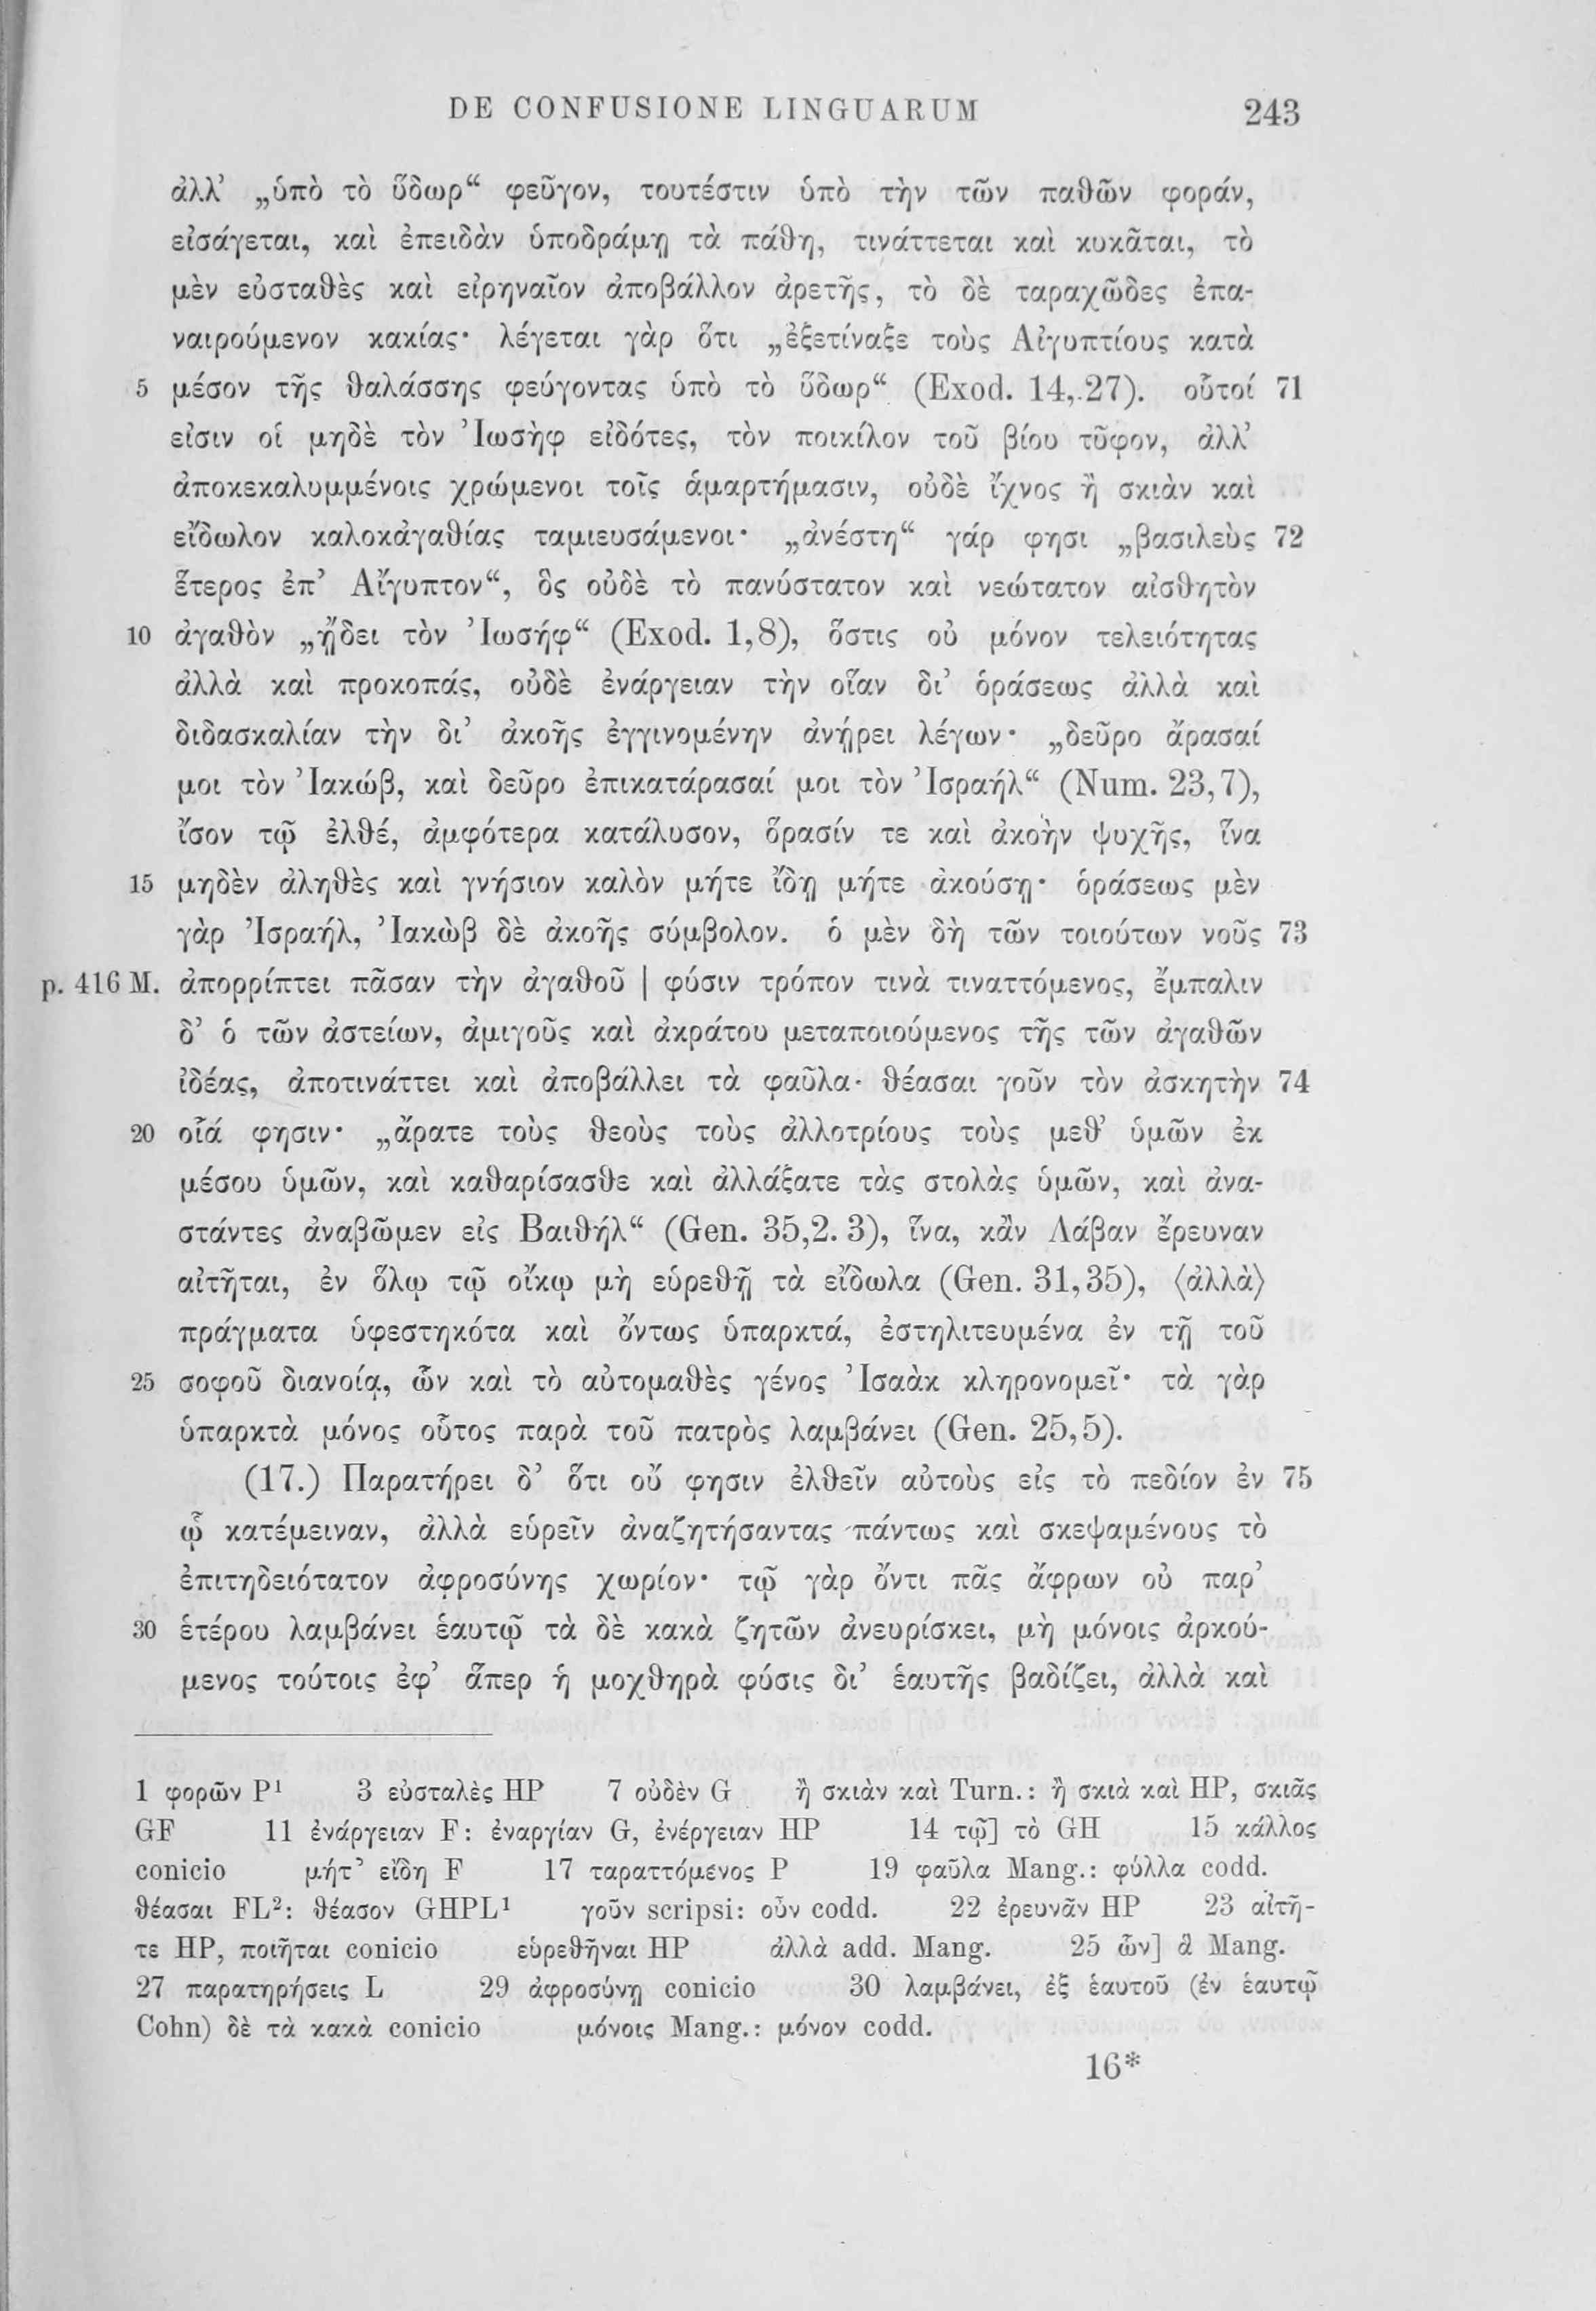 DE CONFUSIONE LINGUARUM 243
ἀλλ’ „ὑπὸ τὸ ὕδωρ“ φεῦγον, τουτέστιν ὑπὸ τὴν τῶν παθῶν φοράν,
εἰσάγεται, καὶ ἐπειδὰν ὑποδράμῃ τὰ πάθη, τινάττεται καὶ κυκᾶται, τὸ
μὲν εὐσταθὲς καὶ εἰρηναῖον ἀποβάλλον ἀρετῆς, τὸ δὲ ταραχῶδες ἐπα-
ναιρούμενον κακίας· λέγεται γὰρ ὅτι „ἐξετίναξε τοὺς Αἰγυπτίους κατὰ
5 μέσον τῆς θαλάσσης φεύγοντας ὑπὸ τὸ ὕδωρ“ (Exod. 14, 27). οὗτοί 71
εἰσιν οἱ μηδὲ τὸν Ἰωσὴφ εἰδότες, τὸν ποικίλον τοῦ βίου τῦφον, ἀλλ’
ἀποκεκαλυμμένοις χρώμενοι τοῖς ἁμαρτήμασιν, οὐδὲ ἴχνος ἢ σκιὰν καὶ
εἴδωλον καλοκἀγαθίας ταμιευσάμενοι· „ἀνέστη“ γάρ φησι „βασιλεὺς 72
ἕτερος ἐπ’ Αἴγυπτον“, ὃς οὐδὲ τὸ πανύστατον καὶ νεώτατον αἰσθητὸν
10 ἀγαθὸν „ᾔδει τὸν Ἰωσήφ“ (Exod. 1,8), ὅστις οὐ μόνον τελειότητας
ἀλλὰ καὶ προκοπάς, οὐδὲ ἐνάργειαν τὴν οἵαν δι’ ὁράσεως ἀλλὰ καὶ
διδασκαλίαν τὴν δι’ ἀκοῆς ἐγγινομένην ἀνῄρει λέγων· „δεῦρο ἄρασαί
μοι τὸν Ἰακώβ, καὶ δεῦρο ἐπικατάρασαί μοι τὸν Ἰσραήλ“ (Num. 23,7),
ἴσον τῷ ἐλθέ, ἀμφότερα κατάλυσον, ὅρασίν τε καὶ ἀκοὴν ψυχῆς, ἵνα
15 μηδὲν ἀληθὲς καὶ γνήσιον καλὸν μήτε ἴδῃ μήτε ἀκούσῃ· ὁράσεως μὲν
γὰρ Ἰσραήλ, Ἰακὼβ δὲ ἀκοῆς σύμβολον. ὁ μὲν δὴ τῶν τοιούτων νοῦς 73
p. 416 M. ἀπορρίπτει πᾶσαν τὴν ἀγαθοῦ | φύσιν τρόπον τινὰ τιναττόμενος, ἔμπαλιν
δ’ ὁ τῶν ἀστείων, ἀμιγοῦς καὶ ἀκράτου μεταποιούμενος τῆς τῶν ἀγαθῶν
ἰδέας, ἀποτινάττει καὶ ἀποβάλλει τὰ φαῦλα· θέασαι γοῦν τὸν ἀσκητὴν 74
20 οἷά φησιν· „ἄρατε τοὺς θεοὺς τοὺς ἀλλοτρίους τοὺς μεθ’ ὑμῶν ἐκ
μέσου ὑμῶν, καὶ καθαρίσασθε καὶ ἀλλάξατε τὰς στολὰς ὑμῶν, καὶ ἀνα-
στάντες ἀναβῶμεν εἰς Βαιθήλ“ (Gen. 35,2. 3), ἵνα, κἂν Λάβαν ἔρευναν
αἰτῆται, ἐν ὅλῳ τῷ οἴκῳ μὴ εὑρεθῇ τὰ εἴδωλα (Gen. 31,35), ⟨ἀλλὰ⟩
πράγματα ὑφεστηκότα καὶ ὄντως ὑπαρκτά, ἐστηλιτευμένα ἐν τῇ τοῦ
25 σοφοῦ διανοίᾳ, ὧν καὶ τὸ αὐτομαθὲς γένος Ἰσαὰκ κληρονομεῖ· τὰ γὰρ
ὑπαρκτὰ μόνος οὗτος παρὰ τοῦ πατρὸς λαμβάνει (Gen. 25,5).
(17.) Παρατήρει δ’ ὅτι οὔ φησιν ἐλθεῖν αὐτοὺς εἰς τὸ πεδίον ἐν 75
ᾧ κατέμειναν, ἀλλὰ εὑρεῖν ἀναζητήσαντας πάντως καὶ σκεψαμένους τὸ
ἐπιτηδειότατον ἀφροσύνης χωρίον· τῷ γὰρ ὄντι πᾶς ἄφρων οὐ παρ’
30 ἑτέρου λαμβάνει ἑαυτῷ τὰ δὲ κακὰ ζητῶν ἀνευρίσκει, μὴ μόνοις ἀρκού-
μενος τούτοις ἐφ’ ἅπερ ἡ μοχθηρὰ φύσις δι’ ἑαυτῆς βαδίζει, ἀλλὰ καὶ
1 φορῶν P¹ 3 εὐσταλὲς HP 7 οὐδὲν G ἢ σκιὰν καὶ Turn.: ἢ σκιὰ καὶ HP, σκιᾶς
GF 11 ἐνάργειαν F: ἐναργίαν G, ἐνέργειαν HP 14 τῷ] τὸ GH 15 κάλλος
conicio μήτ’ εἴδη F 17 ταραττόμενος P 19 φαῦλα Mang.: φύλλα codd.
θέασαι FL²: θέασον GHPL¹ γοῦν scripsi: οὖν codd. 22 ἐρευνᾶν HP 23 αἰτῆ-
τε HP, ποιῆται conicio εὑρεθῆναι HP ἀλλὰ add. Mang. 25 ὧν] ἃ Mang.
27 παρατηρήσεις L 29 ἀφροσύνῃ conicio 30 λαμβάνει, ἐξ ἑαυτοῦ (ἐν ἑαυτῷ
Cohn) δὲ τὰ κακὰ conicio μόνοις Mang.: μόνον codd.
16*